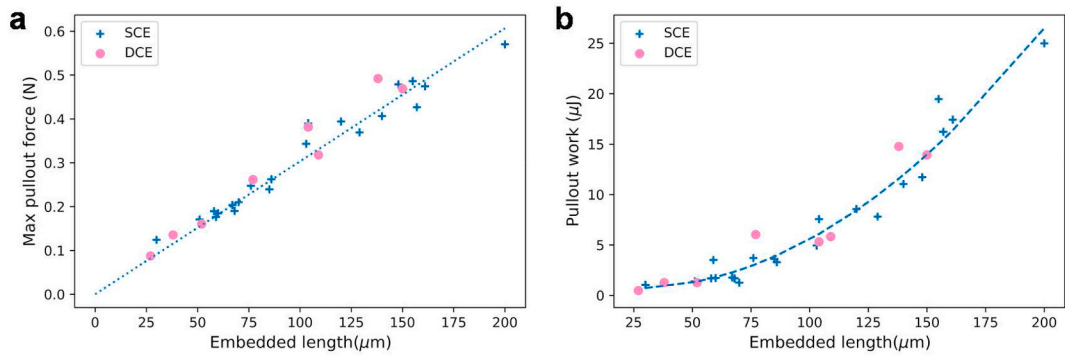 a
SCE
DCE
Max pullout force (N)
0.6
0.5
0.4
0.3
0.2
0.1
0.0
0 25 50 75 100 125 150 175 200
Embedded length(μm)
b
SCE
DCE
Pullout work (μJ)
25
20
15
10
5
0
25 50 75 100 125 150 175 200
Embedded length(μm)